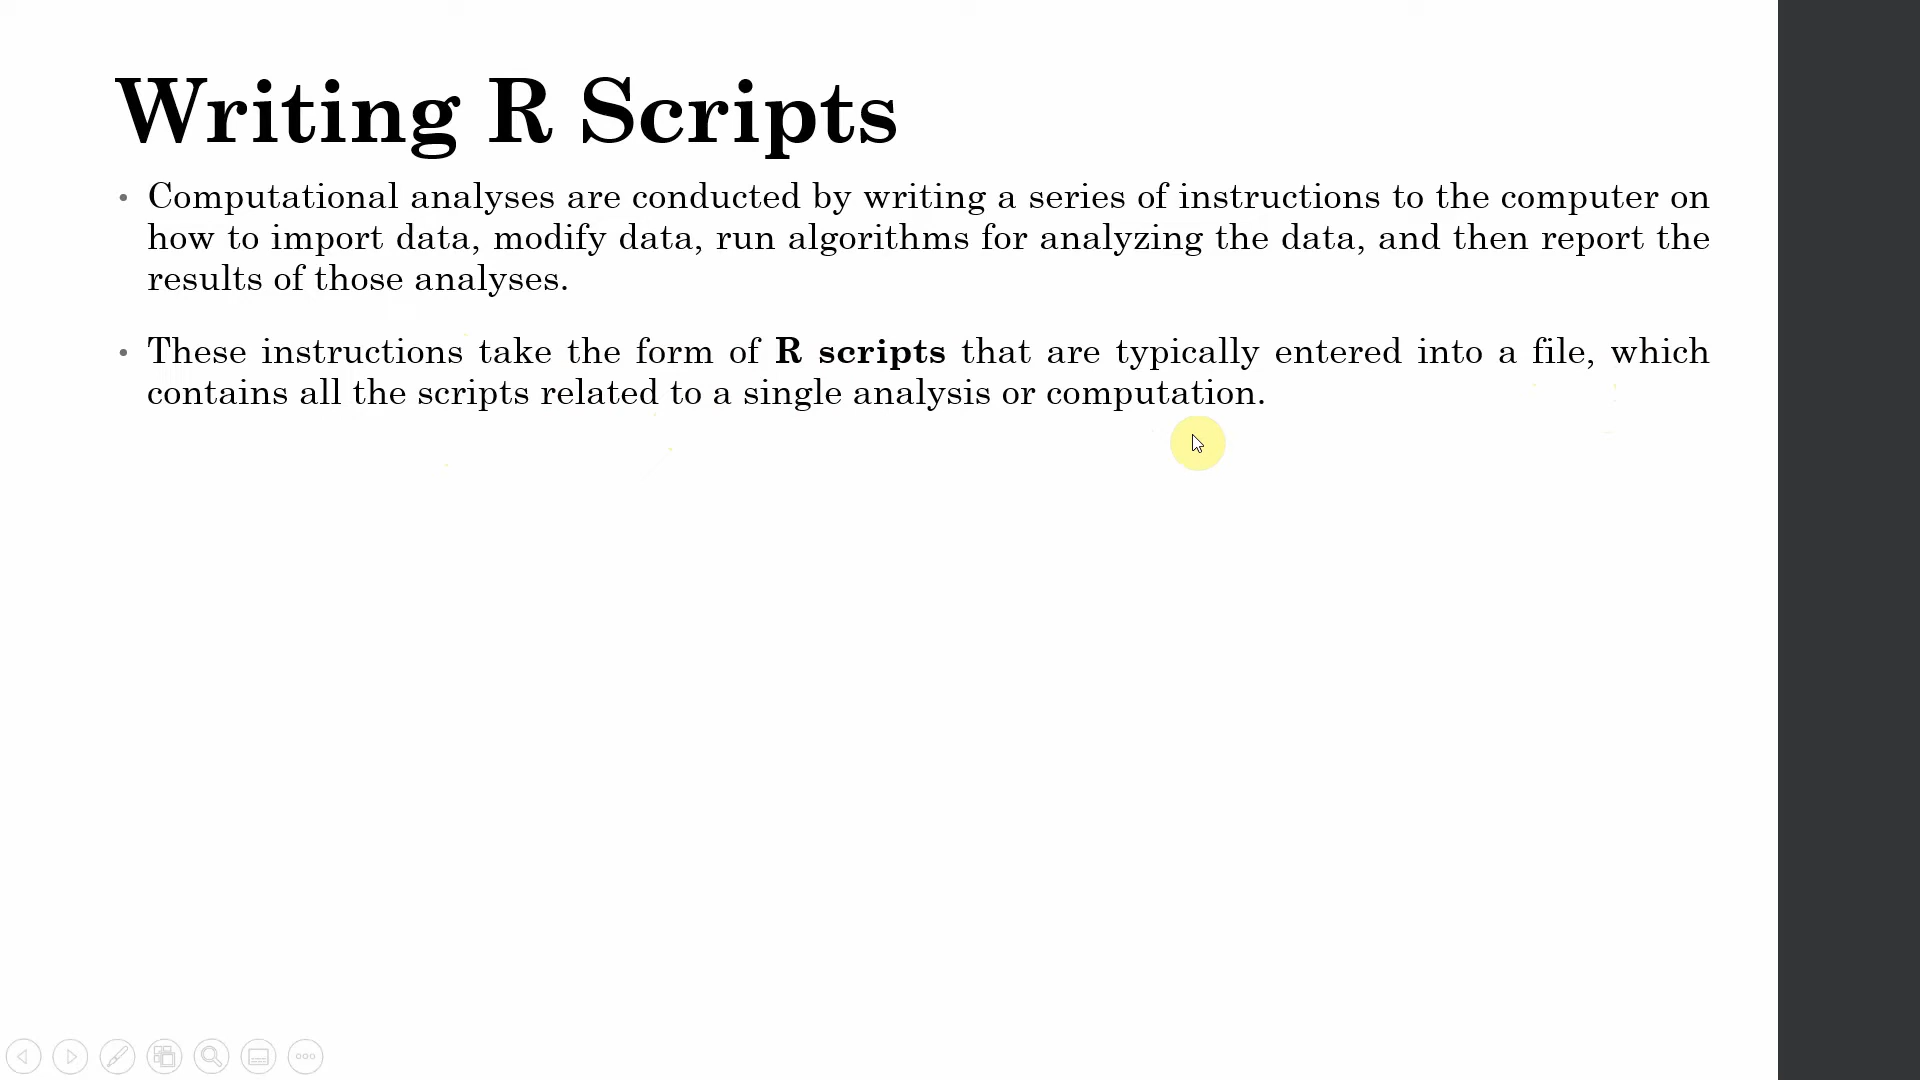 Writing R Scripts
• Computational analyses are conducted by writing a series of instructions to the computer on
how to import data, modify data, run algorithms for analyzing the data, and then report the
results of those analyses.
• These instructions take the form of R scripts that are typically entered into a file, which
contains all the scripts related to a single analysis or computation.